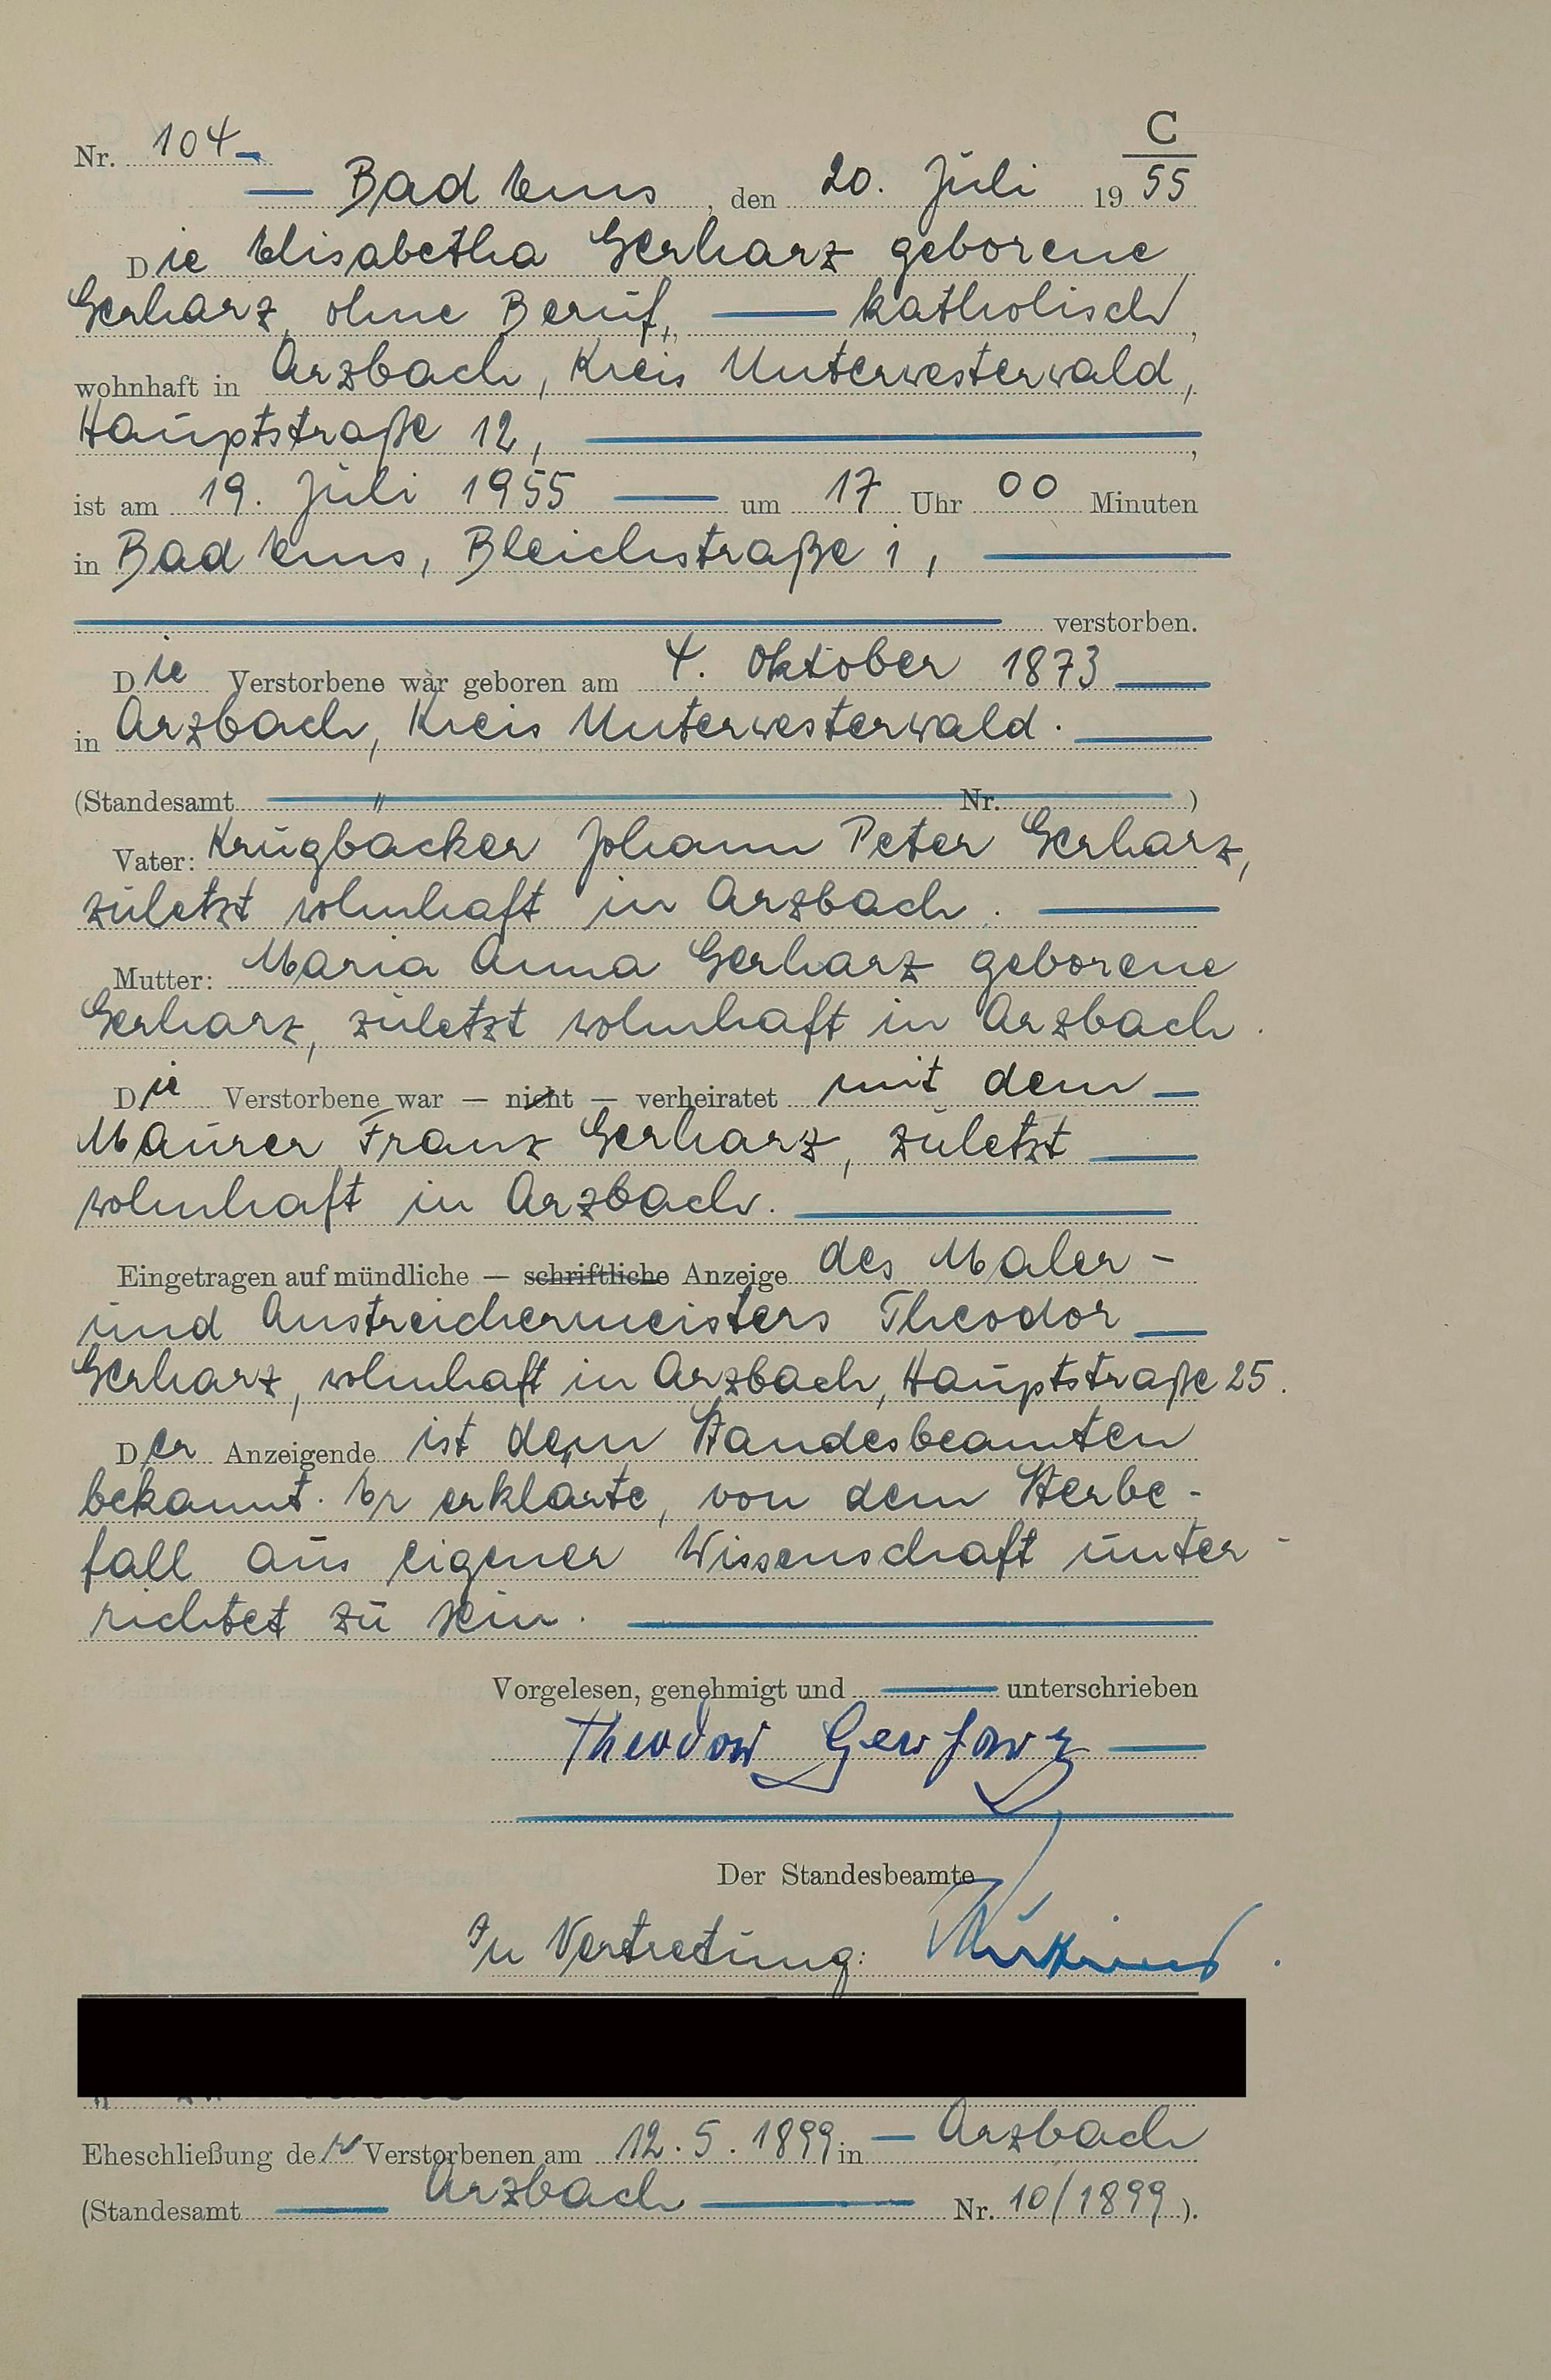 C
Nr. 104
Bad Ems, den 20. Juli 1955
Die Elisabetha Gerharz geborene
Gerharz, ohne Beruf, katholisch,
wohnhaft in Arzbach, Kreis Unterwesterwald,
Hauptstraße 12,
ist am 19. Juli 1955 um 17 Uhr 00 Minuten
in Bad Ems, Bleichstraße 1,
verstorben.
Die Verstorbene war geboren am 4. Oktober 1873
in Arzbach, Kreis Unterwesterwald.
(Standesamt " Nr. )
Vater: Krugbäcker Johann Peter Gerharz,
zuletzt wohnhaft in Arzbach.
Mutter: Maria Anna Gerharz geborene
Gerharz, zuletzt wohnhaft in Arzbach.
Die Verstorbene war — nicht — verheiratet mit dem
Maurer Franz Gerharz, zuletzt
wohnhaft in Arzbach.
Eingetragen auf mündliche — schriftliche Anzeige des Maler-
und Anstreichermeisters Theodor
Gerharz, wohnhaft in Arzbach, Hauptstraße 25.
Der Anzeigende ist dem Standesbeamten
bekannt. Er erklärte, von dem Sterbe-
fall aus eigener Wissenschaft unter-
richtet zu sein.
Vorgelesen, genehmigt und unterschrieben
Theodor Gerharz
Der Standesbeamte
In Vertretung:
Eheschließung der Verstorbenen am 12.5.1899 in Arzbach
(Standesamt Arzbach Nr. 10/1899).